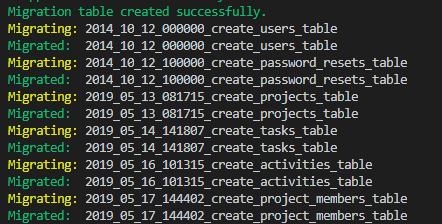 Migration table created successfully.
Migrating: 2014_10_12_000000_create_users_table
Migrated:  2014_10_12_000000_create_users_table
Migrating: 2014_10_12_100000_create_password_resets_table
Migrated:  2014_10_12_100000_create_password_resets_table
Migrating: 2019_05_13_081715_create_projects_table
Migrated:  2019_05_13_081715_create_projects_table
Migrating: 2019_05_14_141807_create_tasks_table
Migrated:  2019_05_14_141807_create_tasks_table
Migrating: 2019_05_16_101315_create_activities_table
Migrated:  2019_05_16_101315_create_activities_table
Migrating: 2019_05_17_144402_create_project_members_table
Migrated:  2019_05_17_144402_create_project_members_table